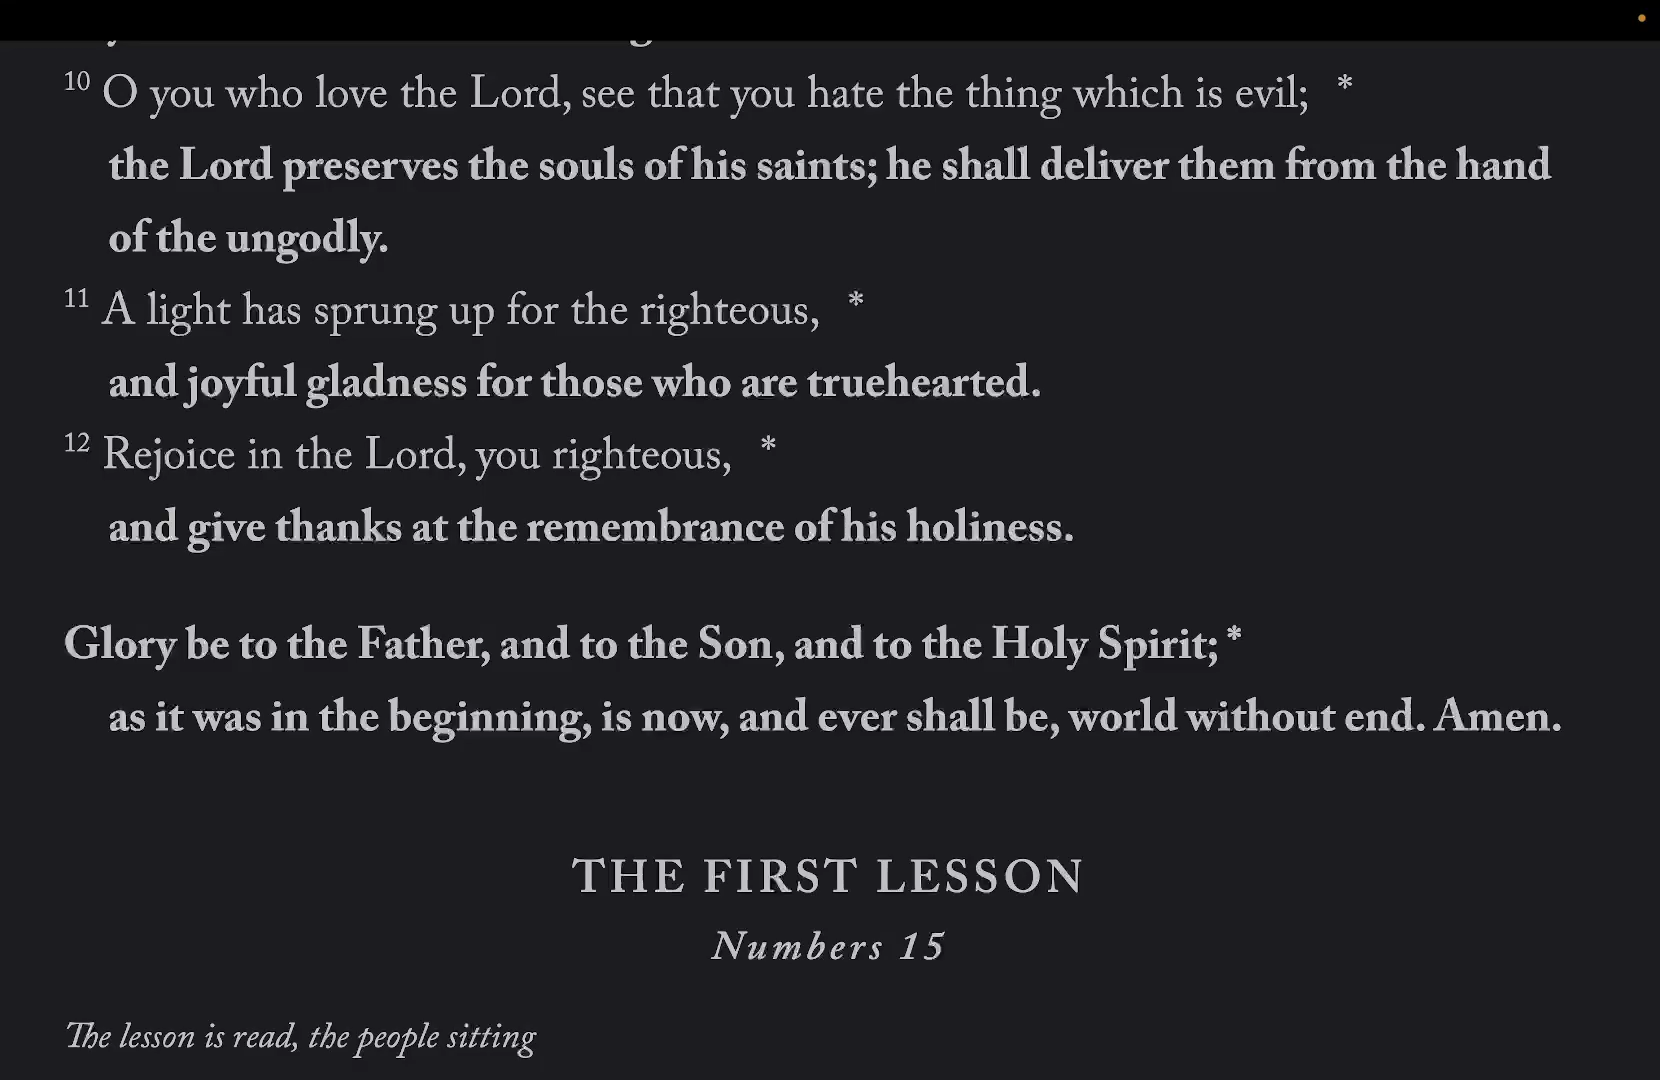 10 O you who love the Lord, see that you hate the thing which is evil; *
the Lord preserves the souls of his saints; he shall deliver them from the hand
of the ungodly.
11 A light has sprung up for the righteous, *
and joyful gladness for those who are truehearted.
12 Rejoice in the Lord, you righteous, *
and give thanks at the remembrance of his holiness.
Glory be to the Father, and to the Son, and to the Holy Spirit; *
as it was in the beginning, is now, and ever shall be, world without end. Amen.
THE FIRST LESSON
Numbers 15
The lesson is read, the people sitting